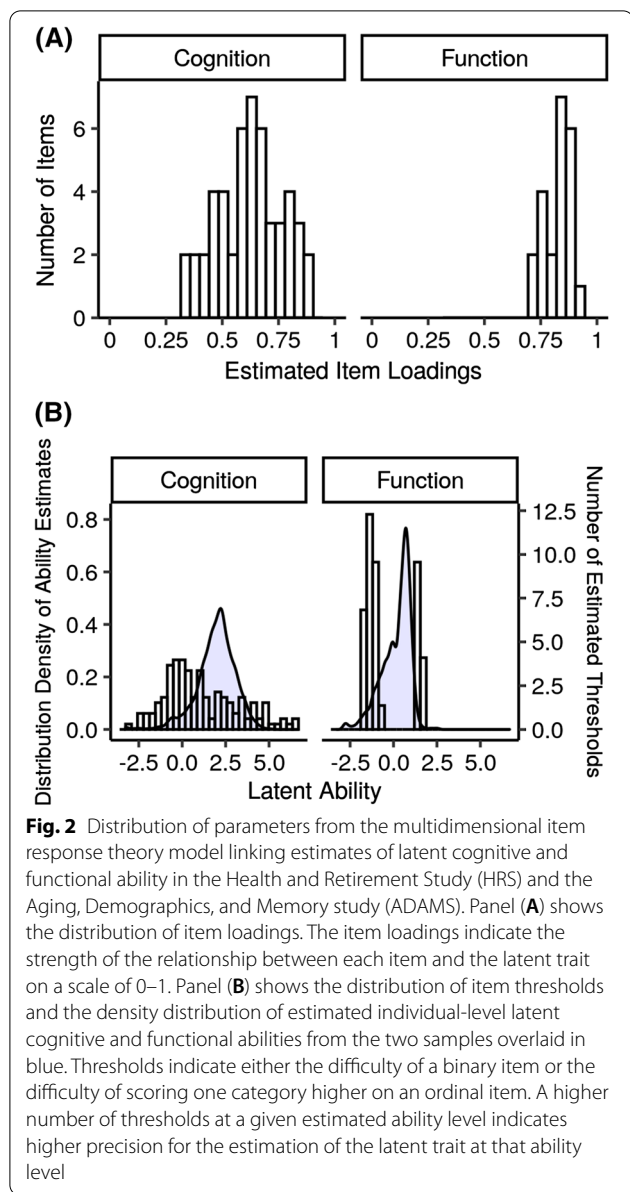 (A)
Cognition Function
Number of Items
6
4
2
0
0 0.25 0.5 0.75 1 0 0.25 0.5 0.75 1
Estimated Item Loadings
(B)
Distribution Density of Ability Estimates
Cognition Function
Number of Estimated Thresholds
0.8
0.6
0.4
0.2
0.0
12.5
10.0
7.5
5.0
2.5
0.0
-2.5 0.0 2.5 5.0 -2.5 0.0 2.5 5.0
Latent Ability
Fig. 2 Distribution of parameters from the multidimensional item
response theory model linking estimates of latent cognitive and
functional ability in the Health and Retirement Study (HRS) and the
Aging, Demographics, and Memory study (ADAMS). Panel (A) shows
the distribution of item loadings. The item loadings indicate the
strength of the relationship between each item and the latent trait
on a scale of 0–1. Panel (B) shows the distribution of item thresholds
and the density distribution of estimated individual-level latent
cognitive and functional abilities from the two samples overlaid in
blue. Thresholds indicate either the difficulty of a binary item or the
difficulty of scoring one category higher on an ordinal item. A higher
number of thresholds at a given estimated ability level indicates
higher precision for the estimation of the latent trait at that ability
level